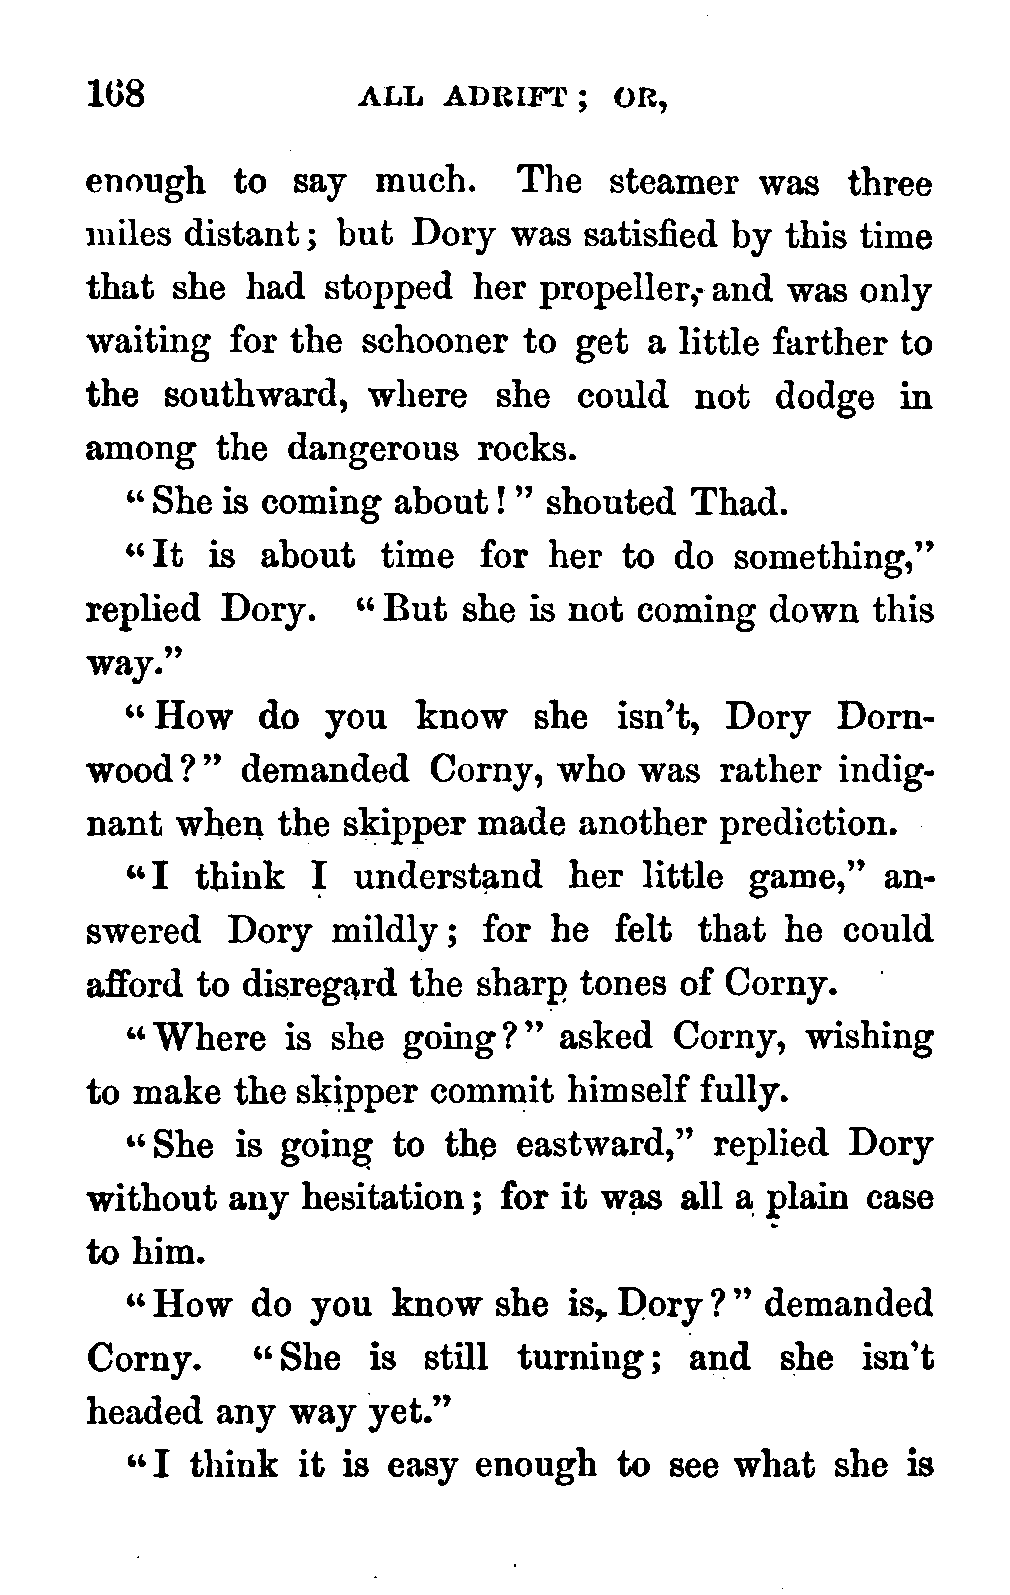 168 ALL ADRIFT; OR,
enough to say much. The steamer was three
miles distant; but Dory was satisfied by this time
that she had stopped her propeller, and was only
waiting for the schooner to get a little farther to
the southward, where she could not dodge in
among the dangerous rocks.
"She is coming about!" shouted Thad.
"It is about time for her to do something,"
replied Dory. "But she is not coming down this
way."
"How do you know she isn't, Dory Dorn-
wood?" demanded Corny, who was rather indig-
nant when the skipper made another prediction.
"I think I understand her little game," an-
swered Dory mildly; for he felt that he could
afford to disregard the sharp tones of Corny.
"Where is she going?" asked Corny, wishing
to make the skipper commit himself fully.
"She is going to the eastward," replied Dory
without any hesitation; for it was all a plain case
to him.
"How do you know she is, Dory?" demanded
Corny. "She is still turning; and she isn't
headed any way yet."
"I think it is easy enough to see what she is